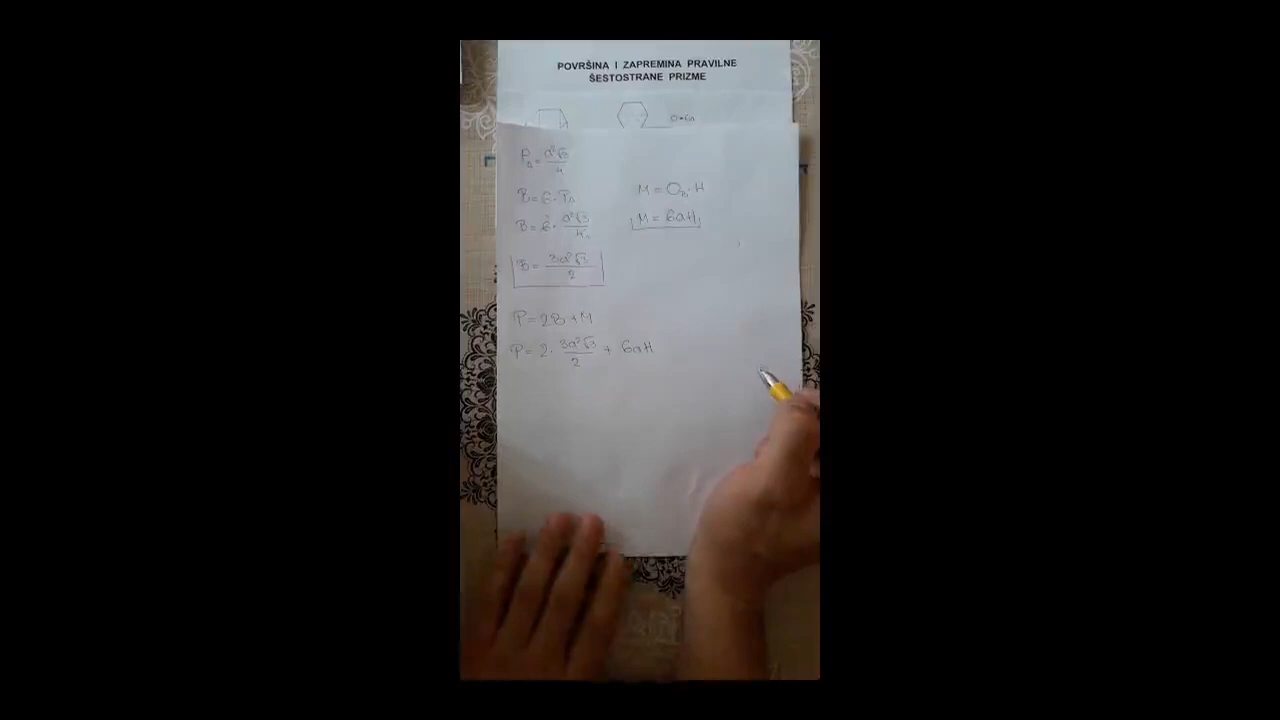 POVRŠINA I ZAPREMINA PRAVILNE
ŠESTOSTRANE PRIZME
O=6a
P△ = a²√3/4
B = 6·P△
B = 6· a²√3/4
B = 3a²√3/2
M = O·H
M = 6aH
P = 2B+M
P = 2· 3a²√3/2 + 6aH